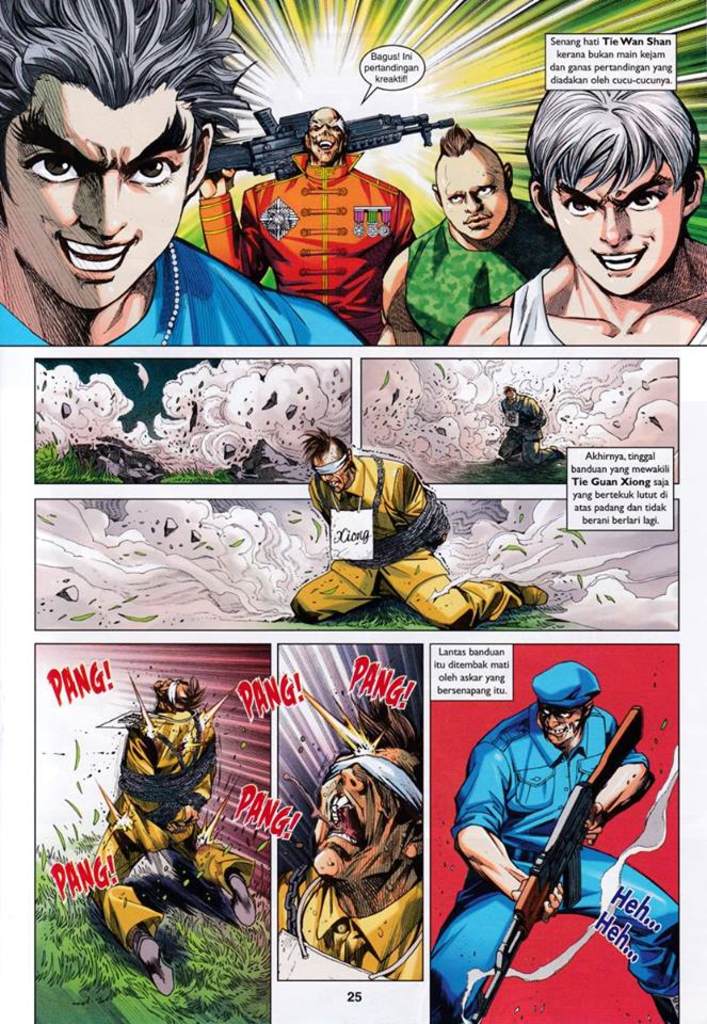 Bagus! Ini
pertandingan
kreaktif!
Senang hati Tie Wan Shan
kerana bukan main kejam
dan ganas pertandingan yang
diadakan oleh cucu-cucunya.
Akhirnya, tinggal
banduan yang mewakili
Tie Guan Xiong saja
yang bertekuk lutut di
atas padang dan tidak
berani berlari lagi.
Xiong
PANG!
PANG!
PANG!
PANG!
PANG!
Lantas banduan
itu ditembak mati
oleh askar yang
bersenapang itu.
Heh...
Heh...
25